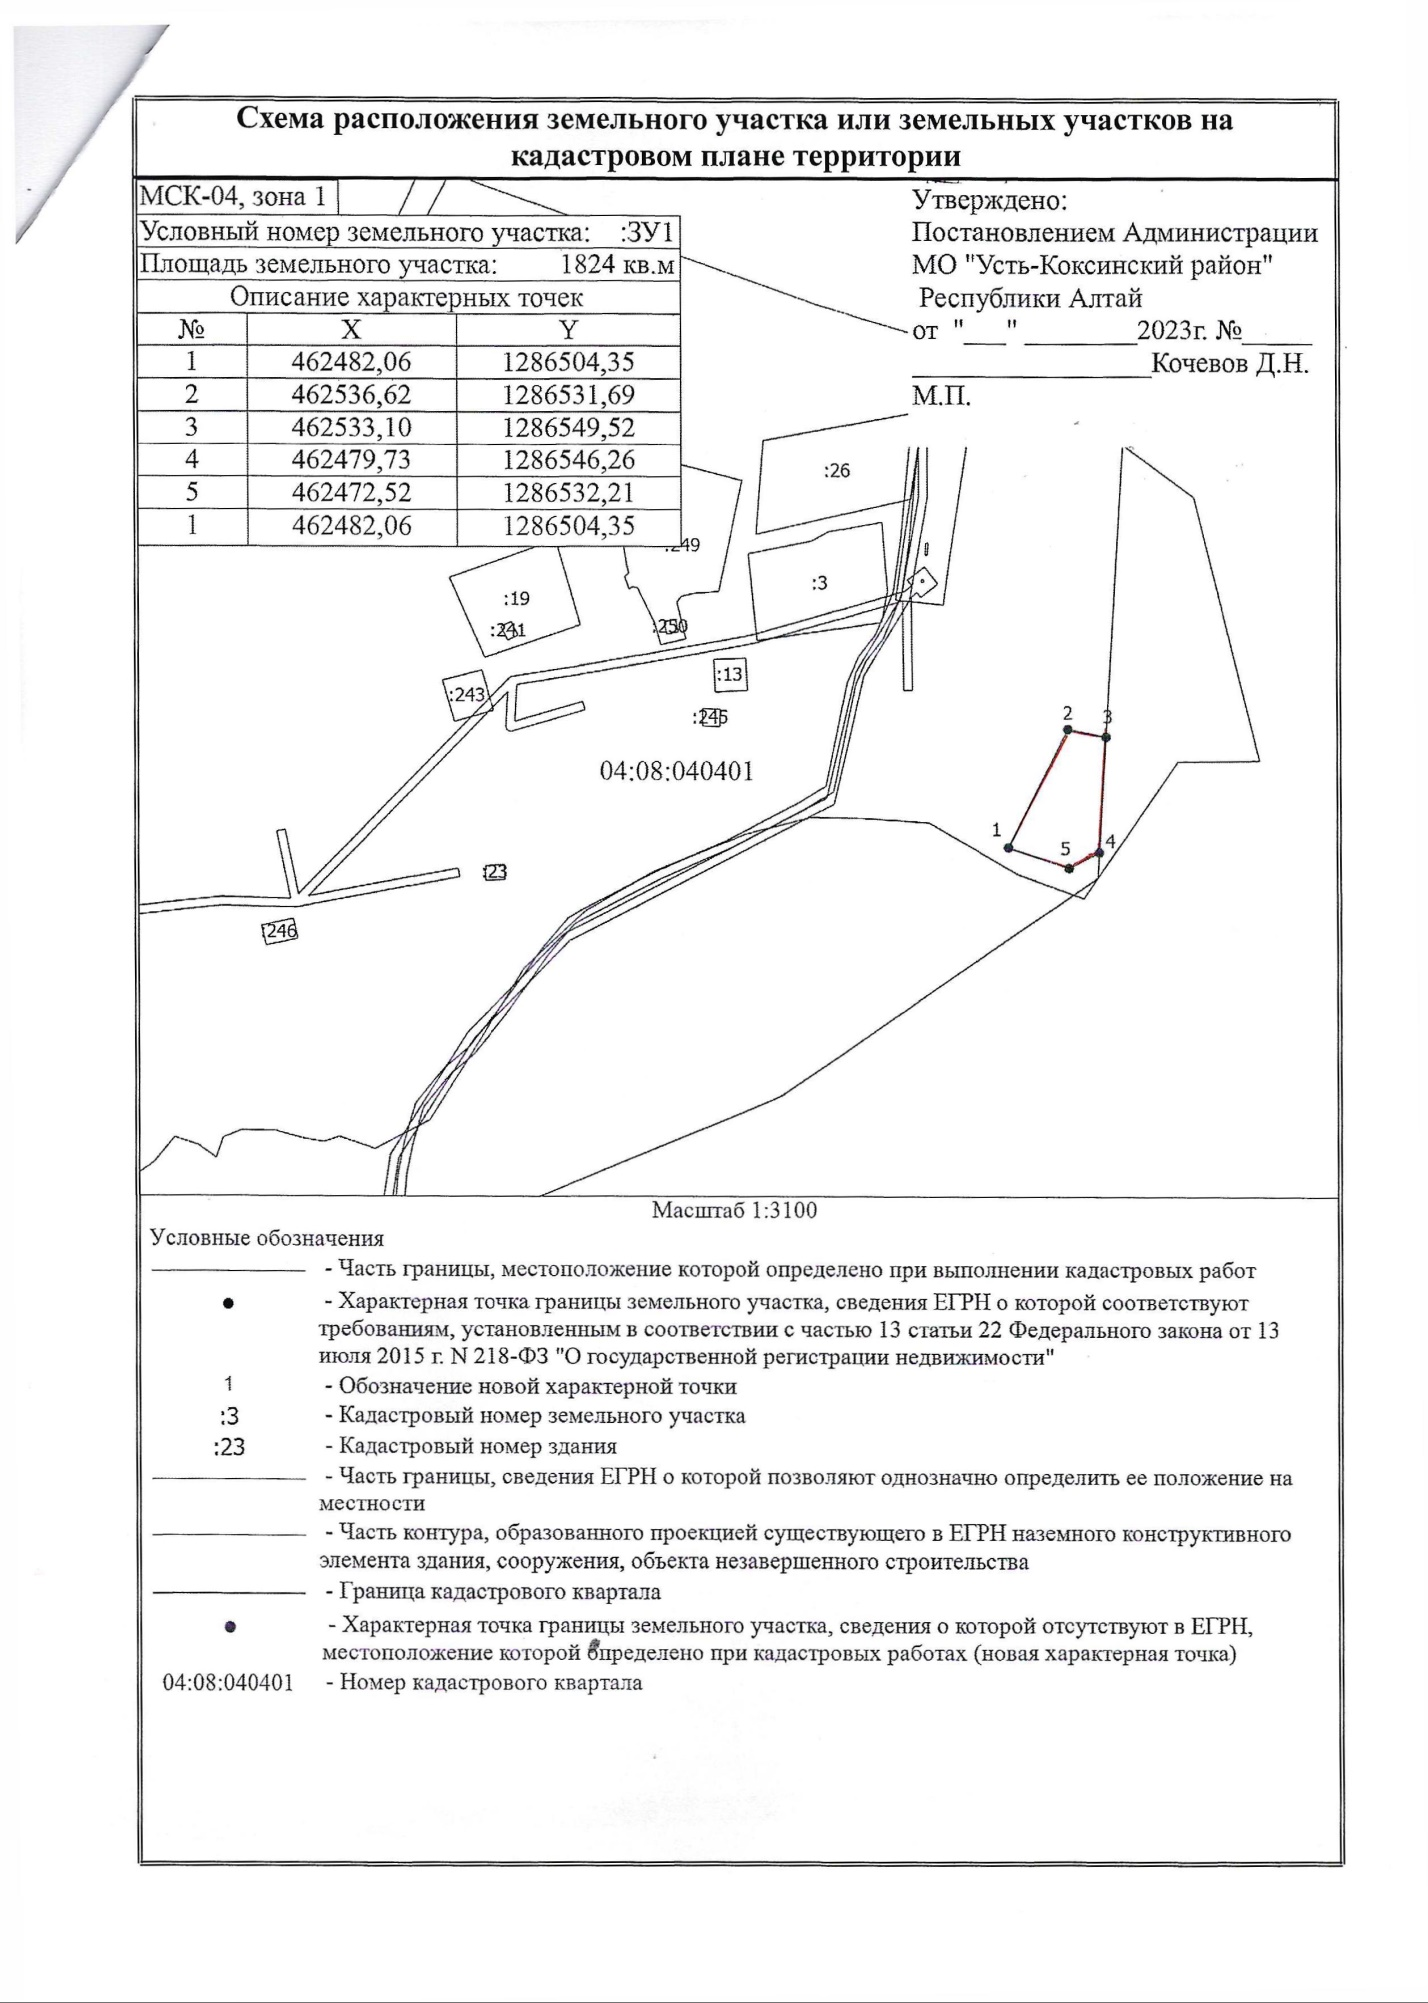 Схема расположения земельного участка или земельных участков на
кадастровом плане территории
МСК-04, зона 1
Условный номер земельного участка: :ЗУ1
Площадь земельного участка: 1824 кв.м
Описание характерных точек
№ X Y
1 462482,06 1286504,35
2 462536,62 1286531,69
3 462533,10 1286549,52
4 462479,73 1286546,26
5 462472,52 1286532,21
1 462482,06 1286504,35
Утверждено:
Постановлением Администрации
МО "Усть-Коксинский район"
Республики Алтай
от "___" ________2023г. №_____
_________________Кочевов Д.Н.
М.П.
:26
:249
:3
:19
:241
:250
:13
:243
:245
2
3
04:08:040401
1
5
4
:23
:246
Масштаб 1:3100
Условные обозначения
- Часть границы, местоположение которой определено при выполнении кадастровых работ
- Характерная точка границы земельного участка, сведения ЕГРН о которой соответствуют
требованиям, установленным в соответствии с частью 13 статьи 22 Федерального закона от 13
июля 2015 г. N 218-ФЗ "О государственной регистрации недвижимости"
1 - Обозначение новой характерной точки
:3 - Кадастровый номер земельного участка
:23 - Кадастровый номер здания
- Часть границы, сведения ЕГРН о которой позволяют однозначно определить ее положение на
местности
- Часть контура, образованного проекцией существующего в ЕГРН наземного конструктивного
элемента здания, сооружения, объекта незавершенного строительства
- Граница кадастрового квартала
- Характерная точка границы земельного участка, сведения о которой отсутствуют в ЕГРН,
местоположение которой определено при кадастровых работах (новая характерная точка)
04:08:040401 - Номер кадастрового квартала